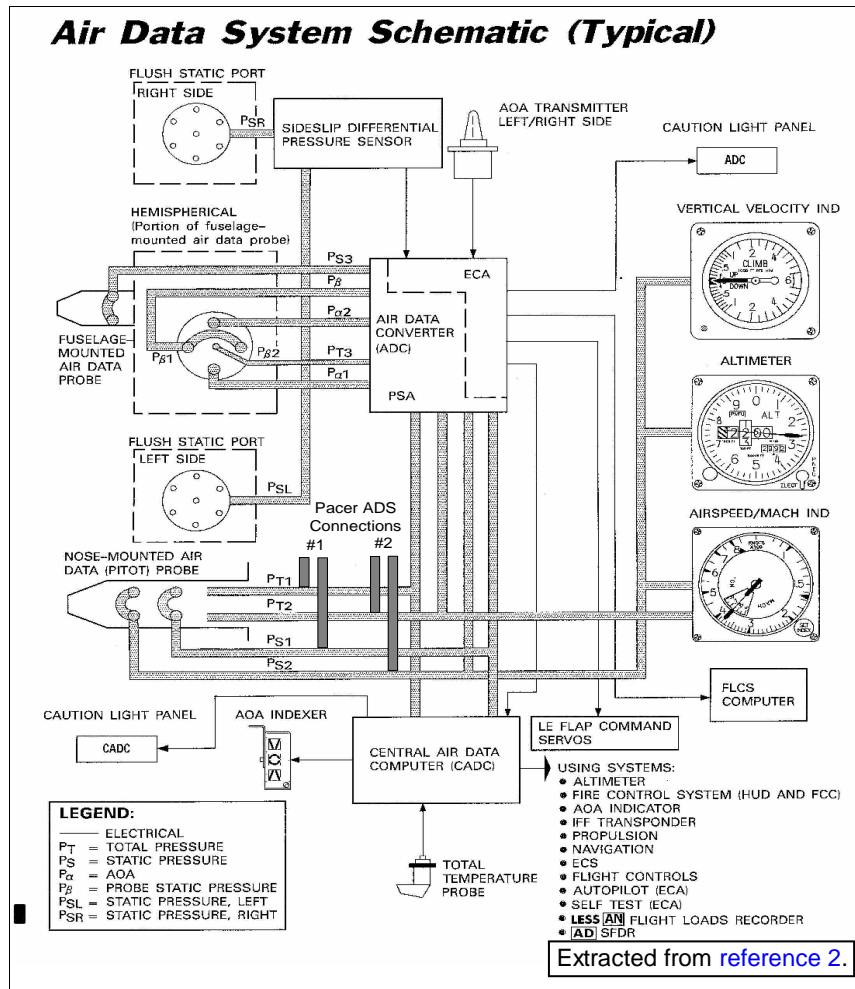 Air Data System Schematic (Typical)
FLUSH STATIC PORT
RIGHT SIDE
PSR
SIDESLIP DIFFERENTIAL
PRESSURE SENSOR
AOA TRANSMITTER
LEFT/RIGHT SIDE
CAUTION LIGHT PANEL
ADC
VERTICAL VELOCITY IND
CLIMB
UP
DOWN
HEMISPHERICAL
(Portion of fuselage-
mounted air data probe)
PS3
Pβ
Pα2
PT3
Pα1
Pβ1
Pβ2
ECA
AIR DATA
CONVERTER
(ADC)
PSA
FUSELAGE-
MOUNTED
AIR DATA
PROBE
ALTIMETER
ALT
FLUSH STATIC PORT
LEFT SIDE
PSL
Pacer ADS
Connections
#1
#2
AIRSPEED/MACH IND
MACH
SET
INDEX
NOSE-MOUNTED AIR
DATA (PITOT) PROBE
PT1
PT2
PS1
PS2
FLCS
COMPUTER
LE FLAP COMMAND
SERVOS
CAUTION LIGHT PANEL
CADC
AOA INDEXER
CENTRAL AIR DATA
COMPUTER (CADC)
TOTAL
TEMPERATURE
PROBE
USING SYSTEMS:
• ALTIMETER
• FIRE CONTROL SYSTEM (HUD AND FCC)
• AOA INDICATOR
• IFF TRANSPONDER
• PROPULSION
• NAVIGATION
• ECS
• FLIGHT CONTROLS
• AUTOPILOT (ECA)
• SELF TEST (ECA)
• LESS AN FLIGHT LOADS RECORDER
• AD SFDR
LEGEND:
ELECTRICAL
PT = TOTAL PRESSURE
PS = STATIC PRESSURE
Pα = AOA
Pβ = PROBE STATIC PRESSURE
PSL = STATIC PRESSURE, LEFT
PSR = STATIC PRESSURE, RIGHT
Extracted from reference 2.